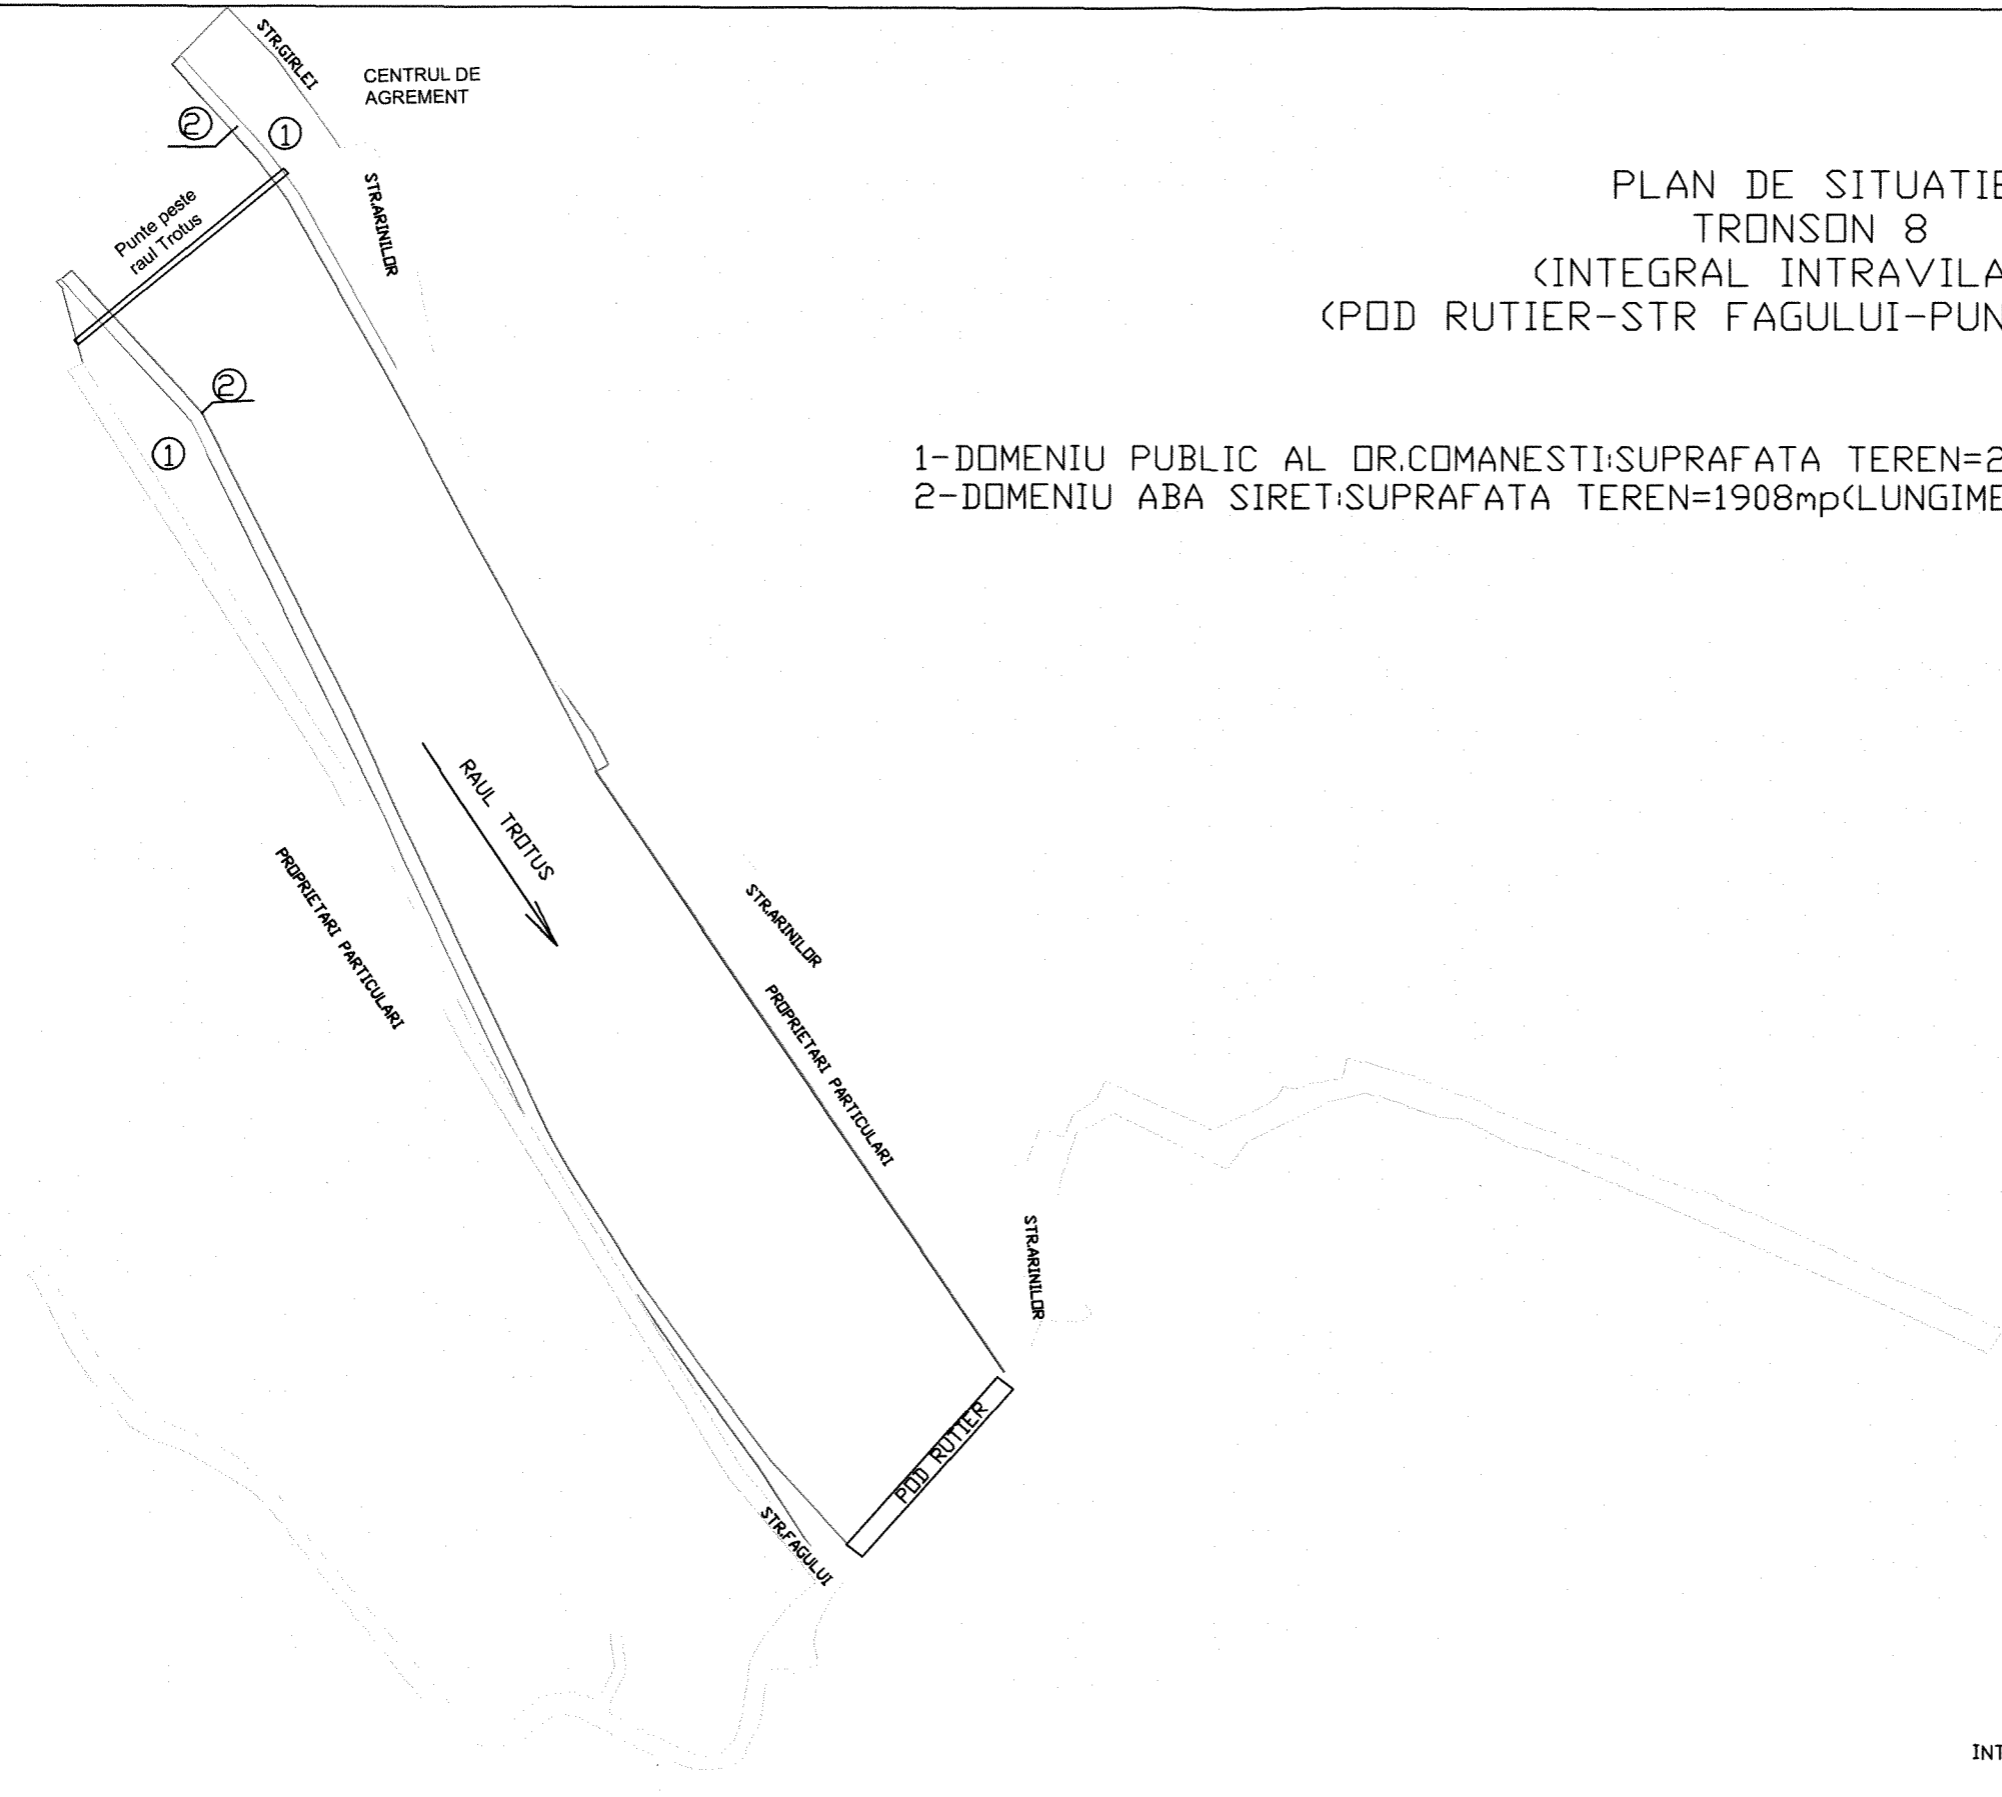 STR.GIRLEI
CENTRUL DE
AGREMENT
2
1
STR.ARINILOR
Punte peste
raul Trotus
PLAN DE SITUATIE
TRONSON 8
(INTEGRAL INTRAVILA
(POD RUTIER-STR FAGULUI-PUN
2
1
1-DOMENIU PUBLIC AL OR.COMANESTI:SUPRAFATA TEREN=2
2-DOMENIU ABA SIRET:SUPRAFATA TEREN=1908mp(LUNGIME
RAUL TROTUS
PROPRIETARI PARTICULARI
STR.ARINILOR
PROPRIETARI PARTICULARI
STR.ARINILOR
POD RUTIER
STR.FAGULUI
INT